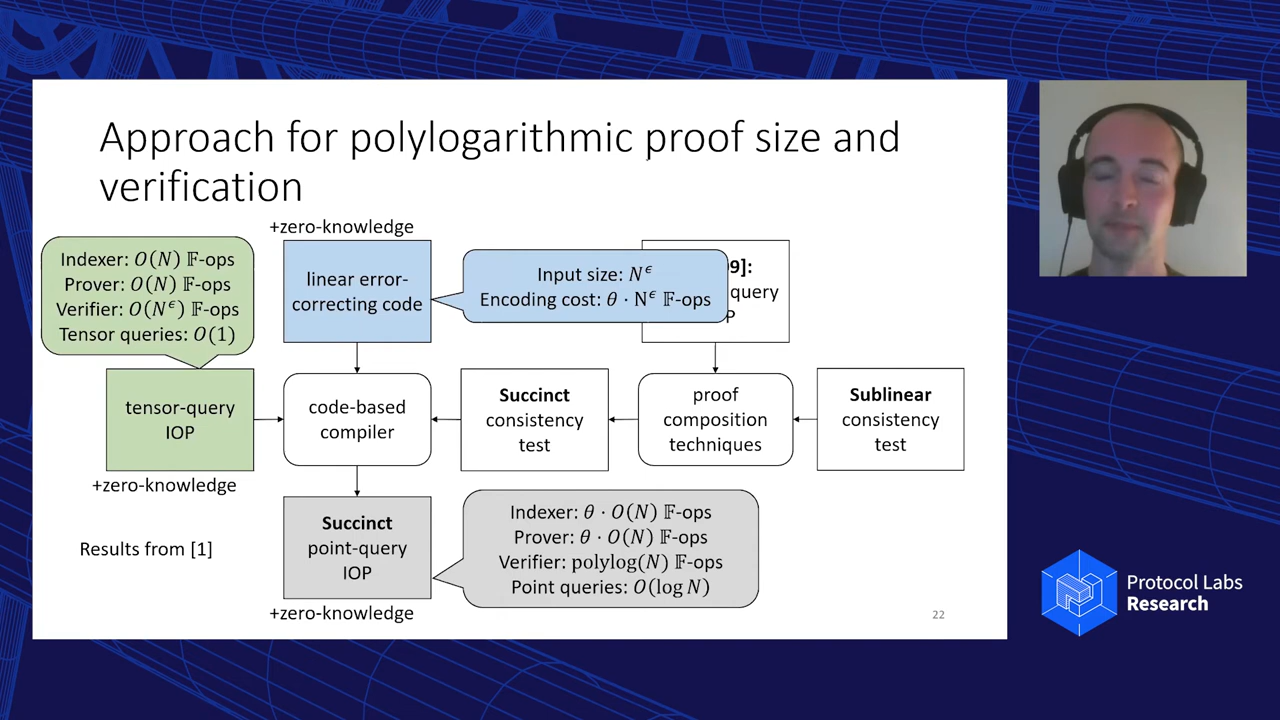 Approach for polylogarithmic proof size and
verification
+zero-knowledge
Indexer: O(N) 𝔽-ops
Prover: O(N) 𝔽-ops
Verifier: O(N^ϵ) 𝔽-ops
Tensor queries: O(1)
linear error-
correcting code
Input size: N^ϵ
Encoding cost: θ · N^ϵ 𝔽-ops
9]:
query
P
tensor-query
IOP
+zero-knowledge
code-based
compiler
Succinct
consistency
test
proof
composition
techniques
Sublinear
consistency
test
Succinct
point-query
IOP
+zero-knowledge
Indexer: θ · O(N) 𝔽-ops
Prover: θ · O(N) 𝔽-ops
Verifier: polylog(N) 𝔽-ops
Point queries: O(log N)
Results from [1]
22
Protocol Labs
Research